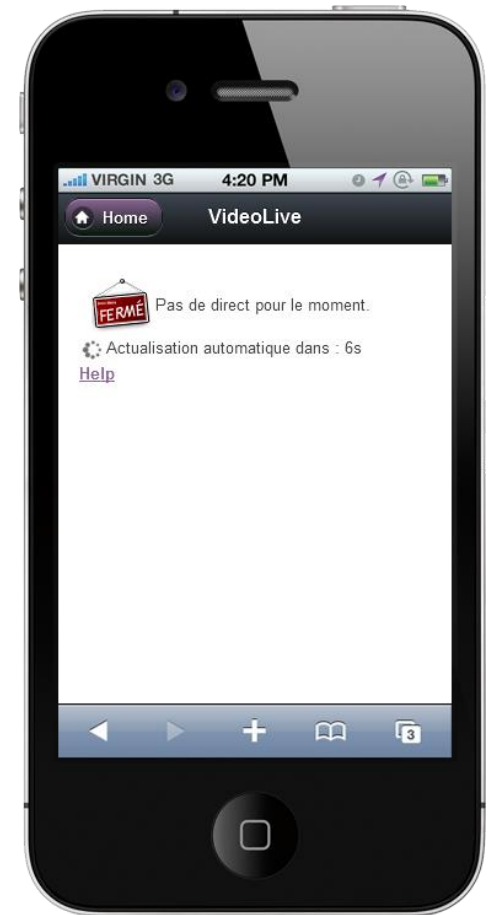 VIRGIN 3G 4:20 PM
Home VideoLive
FERMÉ Pas de direct pour le moment.
Actualisation automatique dans : 6s
Help
3